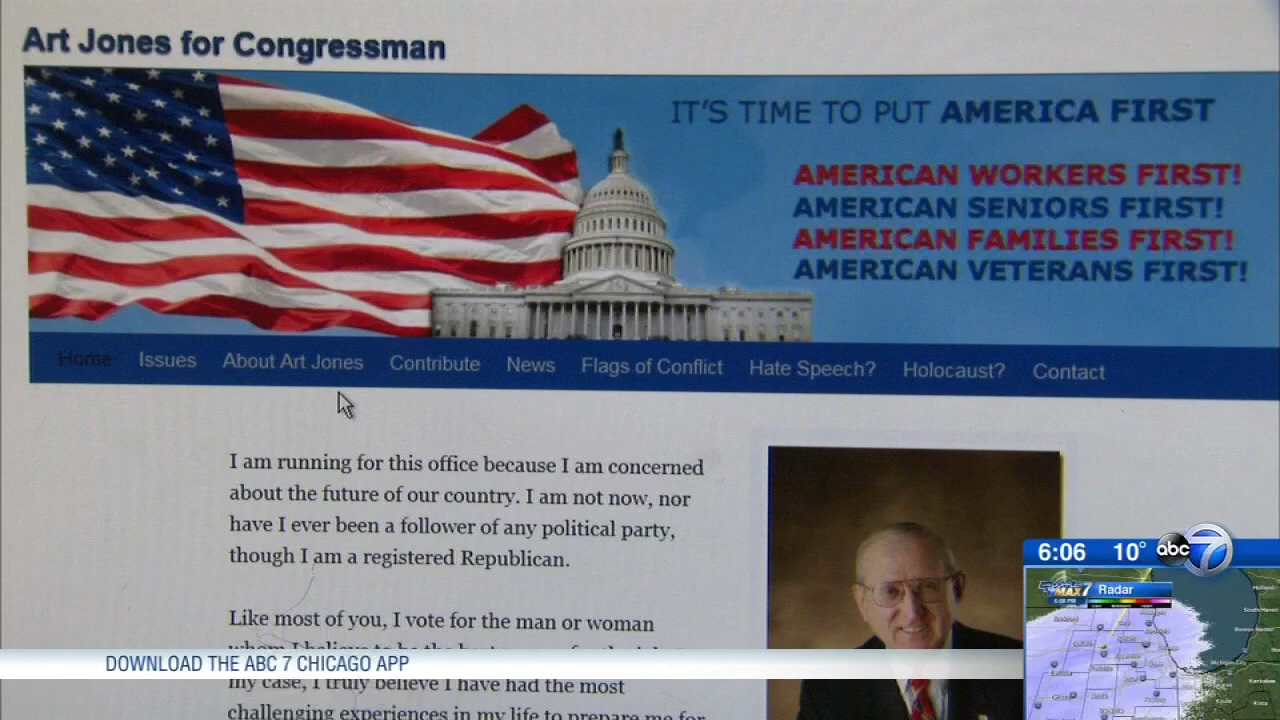 Art Jones for Congressman
IT'S TIME TO PUT AMERICA FIRST
AMERICAN WORKERS FIRST!
AMERICAN SENIORS FIRST!
AMERICAN FAMILIES FIRST!
AMERICAN VETERANS FIRST!
Home Issues About Art Jones Contribute News Flags of Conflict Hate Speech? Holocaust? Contact
I am running for this office because I am concerned
about the future of our country. I am not now, nor
have I ever been a follower of any political party,
though I am a registered Republican.
Like most of you, I vote for the man or woman
my case, I truly believe I have had the most
challenging experiences in my life to prepare me for
DOWNLOAD THE ABC 7 CHICAGO APP
6:06 10° abc 7
MAX 7 Radar